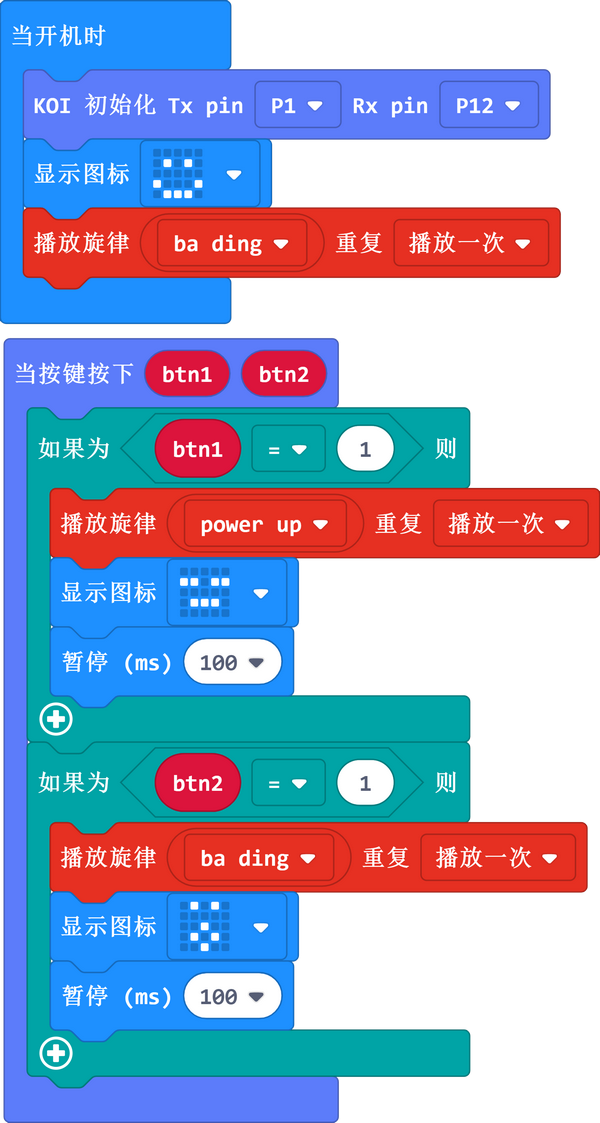 当开机时
KOI 初始化 Tx pin P1 Rx pin P12
显示图标
播放旋律 ba ding 重复 播放一次
当按键按下 btn1 btn2
如果为 btn1 = 1 则
播放旋律 power up 重复 播放一次
显示图标
暂停 (ms) 100
如果为 btn2 = 1 则
播放旋律 ba ding 重复 播放一次
显示图标
暂停 (ms) 100